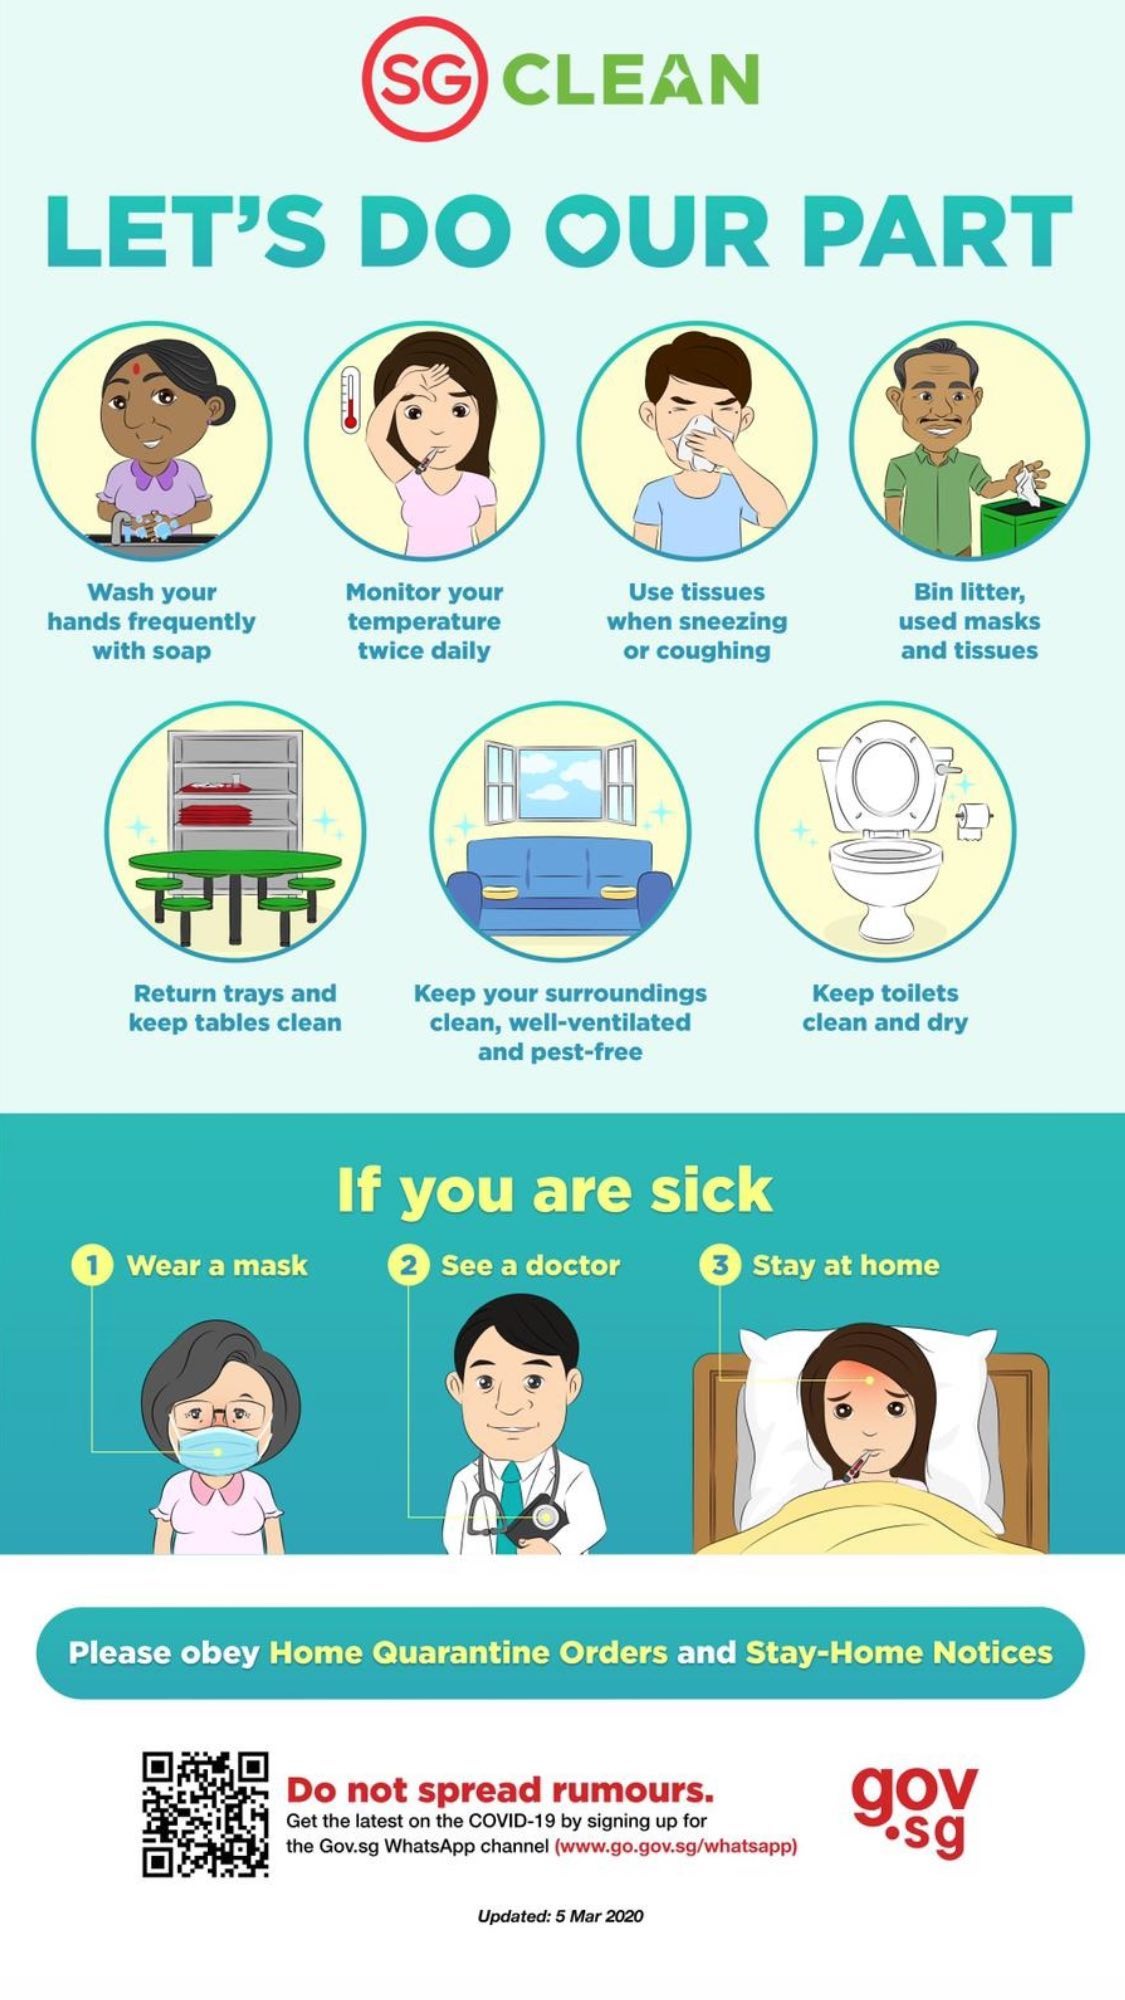 SG CLEAN
LET'S DO OUR PART
Wash your
hands frequently
with soap
Monitor your
temperature
twice daily
Use tissues
when sneezing
or coughing
Bin litter,
used masks
and tissues
Return trays and
keep tables clean
Keep your surroundings
clean, well-ventilated
and pest-free
Keep toilets
clean and dry
If you are sick
1 Wear a mask
2 See a doctor
3 Stay at home
Please obey Home Quarantine Orders and Stay-Home Notices
Do not spread rumours.
Get the latest on the COVID-19 by signing up for
the Gov.sg WhatsApp channel (www.go.gov.sg/whatsapp)
gov
.sg
Updated: 5 Mar 2020